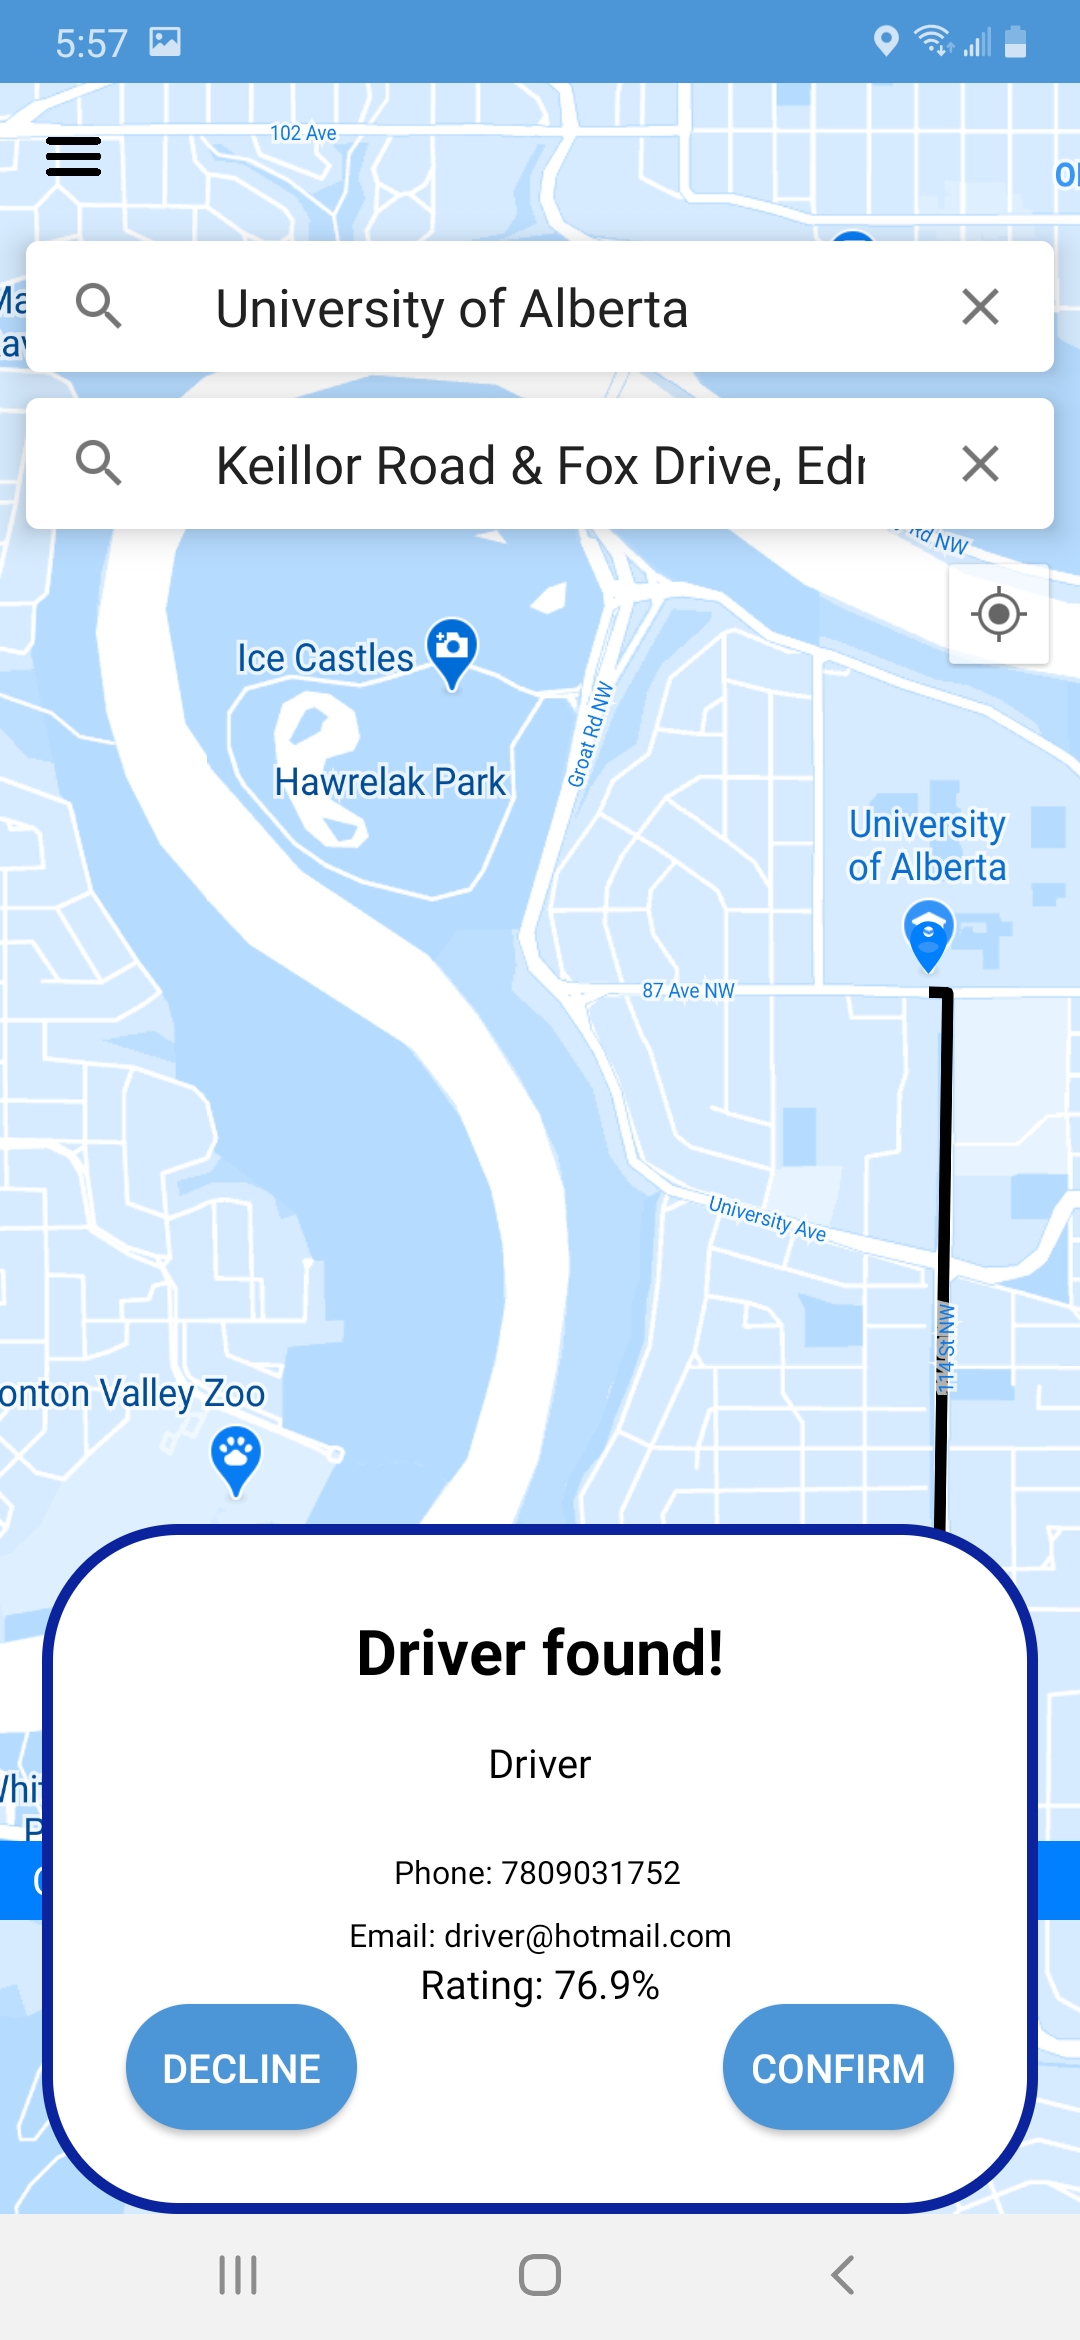 5:57
102 Ave
University of Alberta
Keillor Road & Fox Drive, Edr
Rd NW
Ice Castles
Groat Rd NW
Hawrelak Park
University
of Alberta
87 Ave NW
University Ave
114 St NW
onton Valley Zoo
Driver found!
Driver
Phone: 7809031752
Email: driver@hotmail.com
Rating: 76.9%
DECLINE
CONFIRM